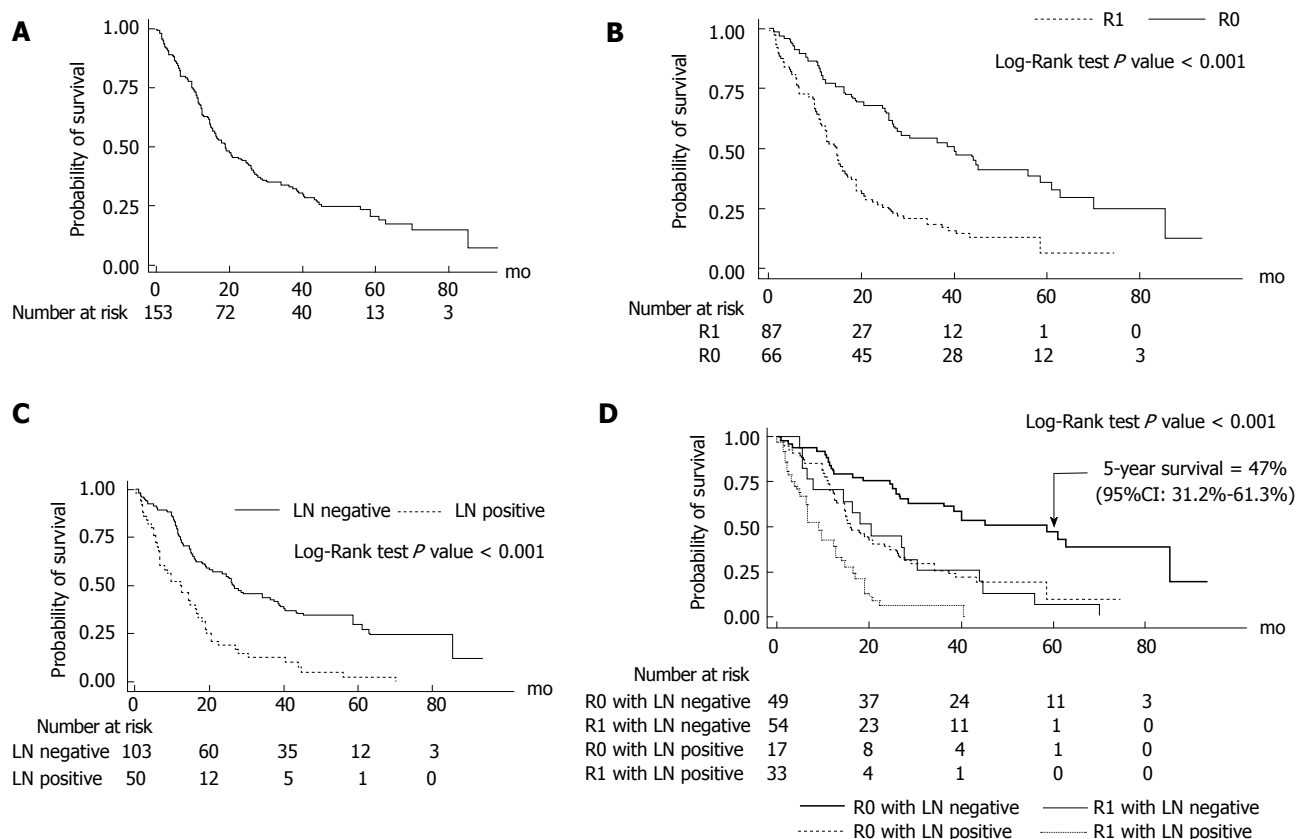 A
1.00
0.75
0.50
0.25
0.00
Probability of survival
0 20 40 60 80
mo
Number at risk
153 72 40 13 3
B
R1 R0
Log-Rank test P value < 0.001
1.00
0.75
0.50
0.25
0.00
Probability of survival
0 20 40 60 80
mo
Number at risk
R1 87 27 12 1 0
R0 66 45 28 12 3
C
1.00
0.75
0.50
0.25
0.00
Probability of survival
LN negative LN positive
Log-Rank test P value < 0.001
0 20 40 60 80
mo
Number at risk
LN negative 103 60 35 12 3
LN positive 50 12 5 1 0
D
Log-Rank test P value < 0.001
5-year survival = 47%
(95%CI: 31.2%-61.3%)
1.00
0.75
0.50
0.25
0.00
Probability of survival
0 20 40 60 80
mo
Number at risk
R0 with LN negative 49 37 24 11 3
R1 with LN negative 54 23 11 1 0
R0 with LN positive 17 8 4 1 0
R1 with LN positive 33 4 1 0 0
R0 with LN negative R1 with LN negative
R0 with LN positive R1 with LN positive